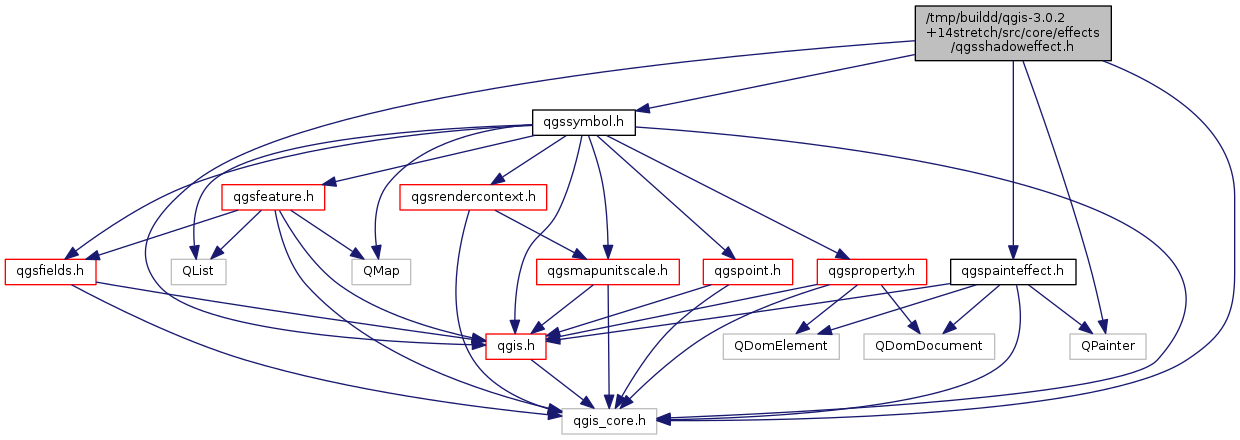 /tmp/buildd/qgis-3.0.2
+14stretch/src/core/effects
/qgsshadoweffect.h
qgssymbol.h
qgsfeature.h
qgsrendercontext.h
qgsfields.h
QList
QMap
qgsmapunitscale.h
qgspoint.h
qgsproperty.h
qgspainteffect.h
qgis.h
QDomElement
QDomDocument
QPainter
qgis_core.h